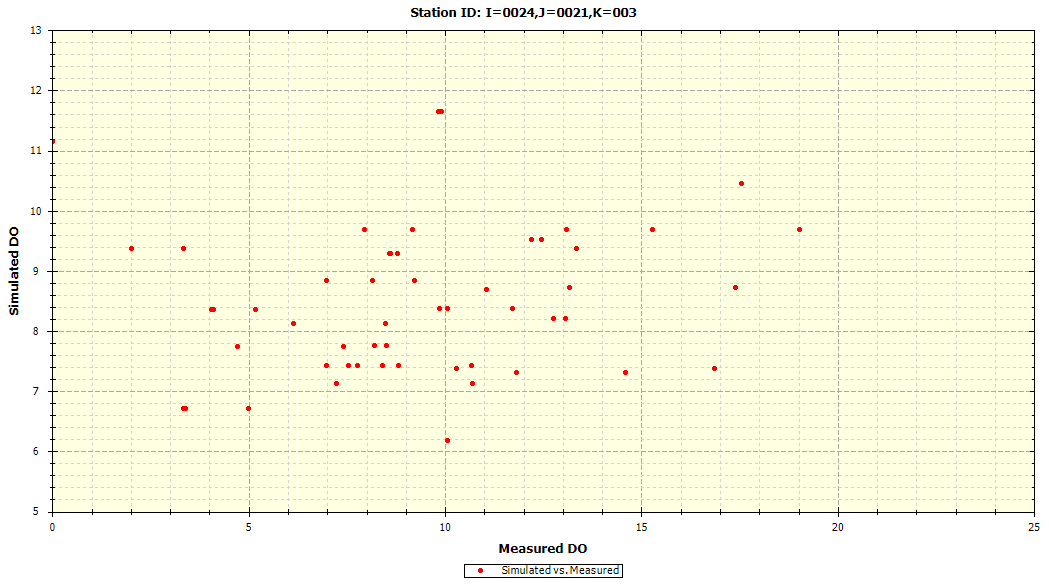 Station ID: I=0024,J=0021,K=003
13
12
11
10
9
8
7
6
5
Simulated DO
0 5 10 15 20 25
Measured DO
Simulated vs. Measured